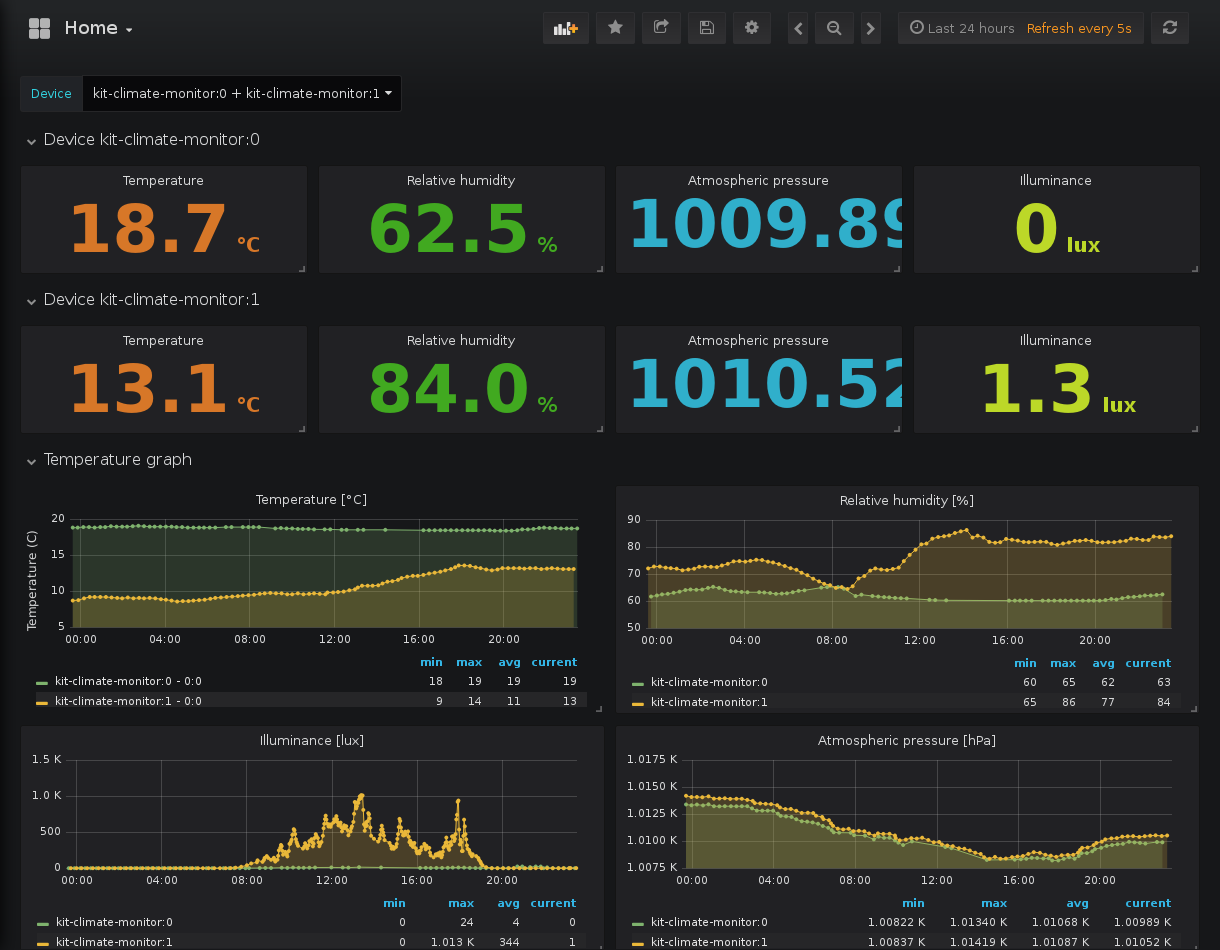 Home
Last 24 hours Refresh every 5s
Device kit-climate-monitor:0 + kit-climate-monitor:1
Device kit-climate-monitor:0
Temperature Relative humidity Atmospheric pressure Illuminance
18.7 °C 62.5 % 1009.89 0 lux
Device kit-climate-monitor:1
Temperature Relative humidity Atmospheric pressure Illuminance
13.1 °C 84.0 % 1010.52 1.3 lux
Temperature graph
Temperature [°C]
Temperature (C)
20
15
10
5
00:00 04:00 08:00 12:00 16:00 20:00
min max avg current
kit-climate-monitor:0 - 0:0 18 19 19 19
kit-climate-monitor:1 - 0:0 9 14 11 13
Relative humidity [%]
90
80
70
60
50
00:00 04:00 08:00 12:00 16:00 20:00
min max avg current
kit-climate-monitor:0 60 65 62 63
kit-climate-monitor:1 65 86 77 84
Illuminance [lux]
1.5 K
1.0 K
500
0
00:00 04:00 08:00 12:00 16:00 20:00
min max avg current
kit-climate-monitor:0 0 24 4 0
kit-climate-monitor:1 0 1.013 K 344 1
Atmospheric pressure [hPa]
1.0175 K
1.0150 K
1.0125 K
1.0100 K
1.0075 K
00:00 04:00 08:00 12:00 16:00 20:00
min max avg current
kit-climate-monitor:0 1.00822 K 1.01340 K 1.01068 K 1.00989 K
kit-climate-monitor:1 1.00837 K 1.01419 K 1.01087 K 1.01052 K